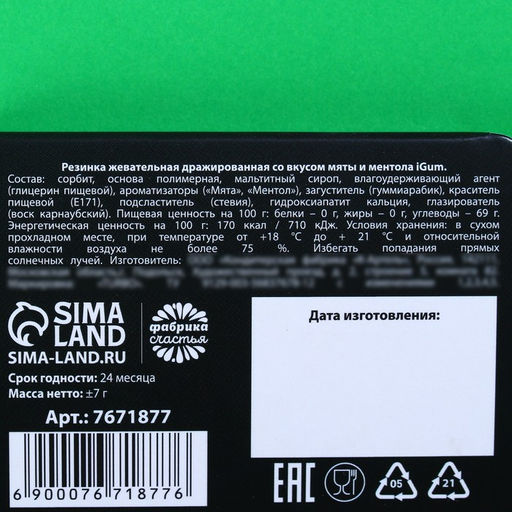 Резинка жевательная дражированная со вкусом мяты и ментола iGum.
Состав: сорбит, основа полимерная, мальтитный сироп, влагоудерживающий агент
(глицерин пищевой), ароматизаторы («Мята», «Ментол»), загуститель (гуммиарабик), краситель
пищевой (E171), подсластитель (стевия), гидроксиапатит кальция, глазирователь
(воск карнаубский). Пищевая ценность на 100 г: белки – 0 г, жиры – 0 г, углеводы – 69 г.
Энергетическая ценность на 100 г: 170 ккал / 710 кДж. Условия хранения: в сухом
прохладном месте, при температуре от +18 °C до + 21 °C и относительной
влажности воздуха не более 75 %. Избегать попадания прямых
солнечных лучей. Изготовитель:
SIMA
LAND
SIMA-LAND.RU
фабрика
счастья
Срок годности: 24 месяца
Масса нетто: ±7 г
Арт.: 7671877
6 900076 718776
Дата изготовления:
EAC
05
21